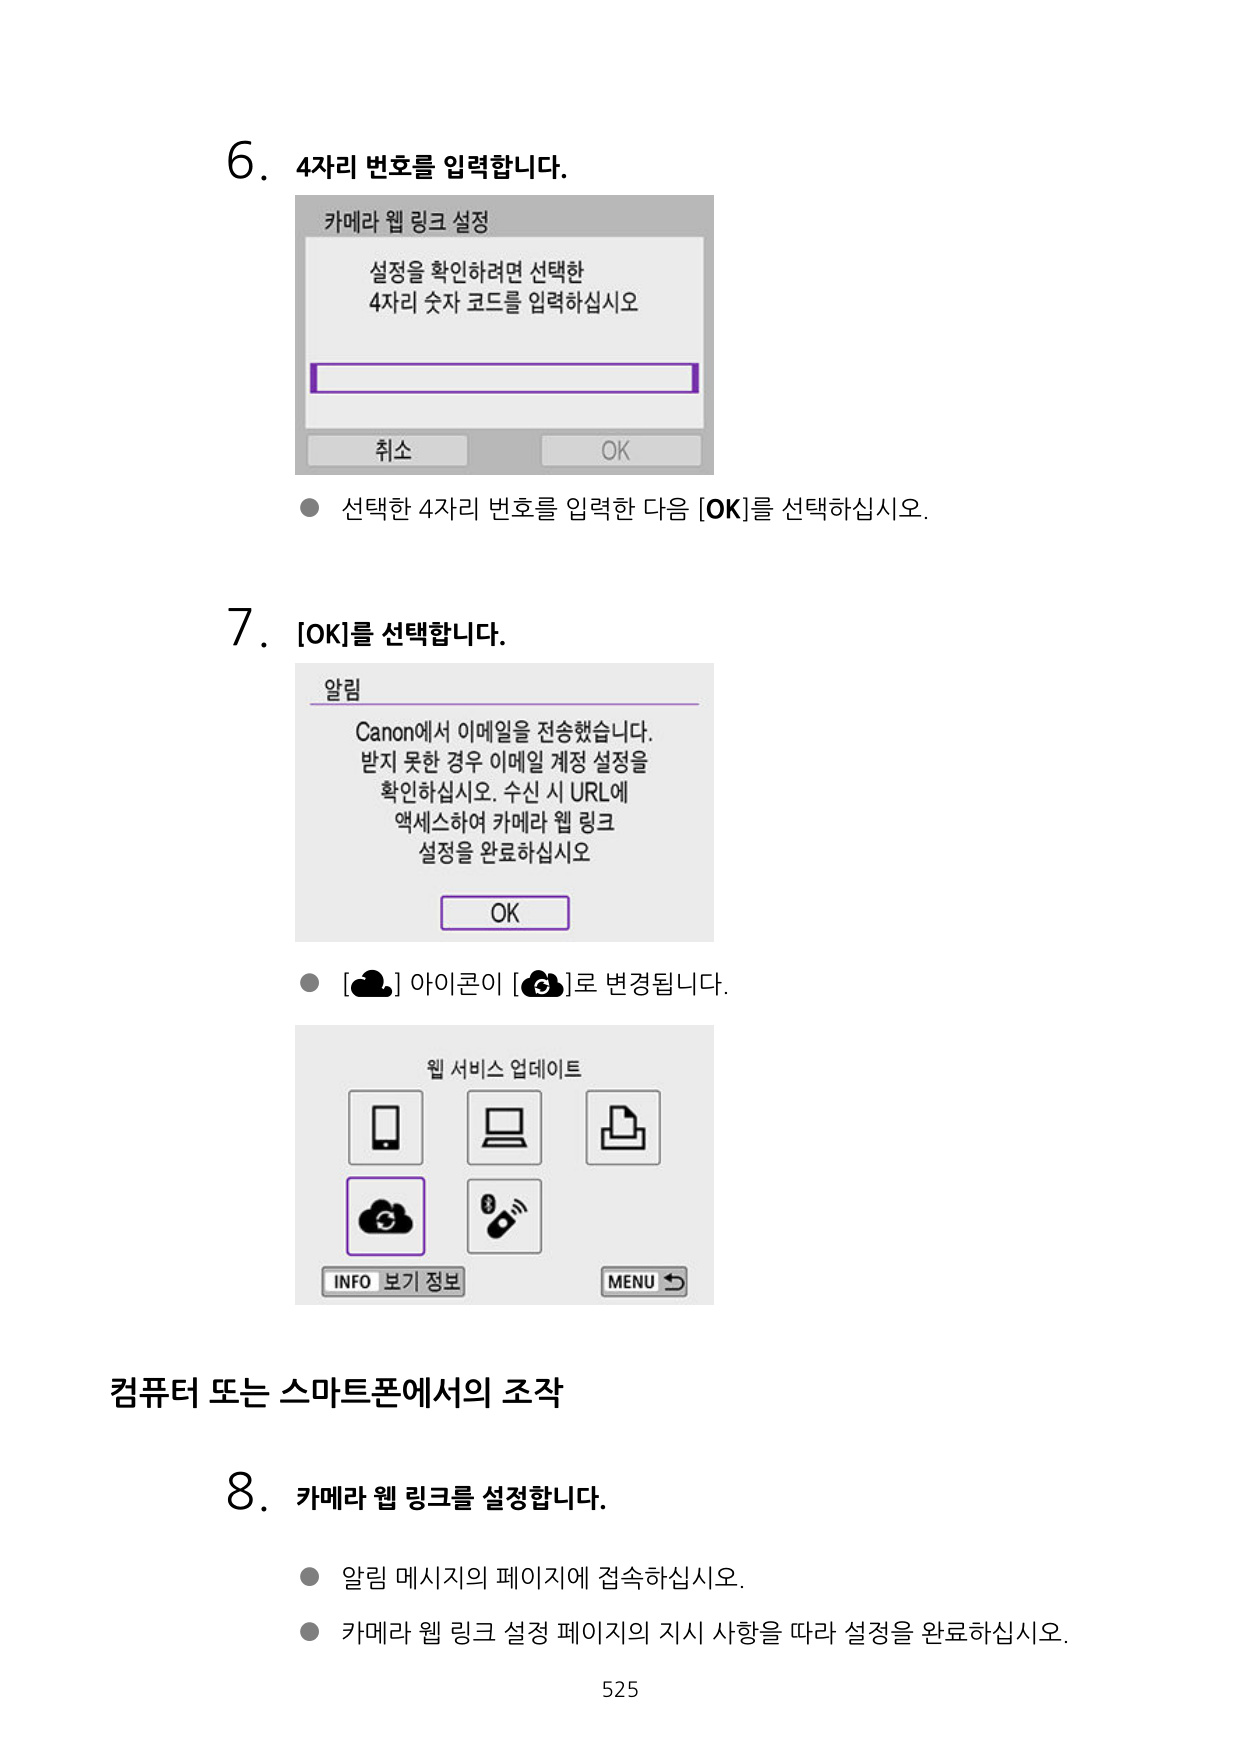 6. 4자리 번호를 입력합니다.
카메라 웹 링크 설정
설정을 확인하려면 선택한
4자리 숫자 코드를 입력하십시오
취소 OK
● 선택한 4자리 번호를 입력한 다음 [OK]를 선택하십시오.
7. [OK]를 선택합니다.
알림
Canon에서 이메일을 전송했습니다.
받지 못한 경우 이메일 계정 설정을
확인하십시오. 수신 시 URL에
액세스하여 카메라 웹 링크
설정을 완료하십시오
OK
● [] 아이콘이 []로 변경됩니다.
웹 서비스 업데이트
INFO 보기 정보 MENU
컴퓨터 또는 스마트폰에서의 조작
8. 카메라 웹 링크를 설정합니다.
● 알림 메시지의 페이지에 접속하십시오.
● 카메라 웹 링크 설정 페이지의 지시 사항을 따라 설정을 완료하십시오.
525